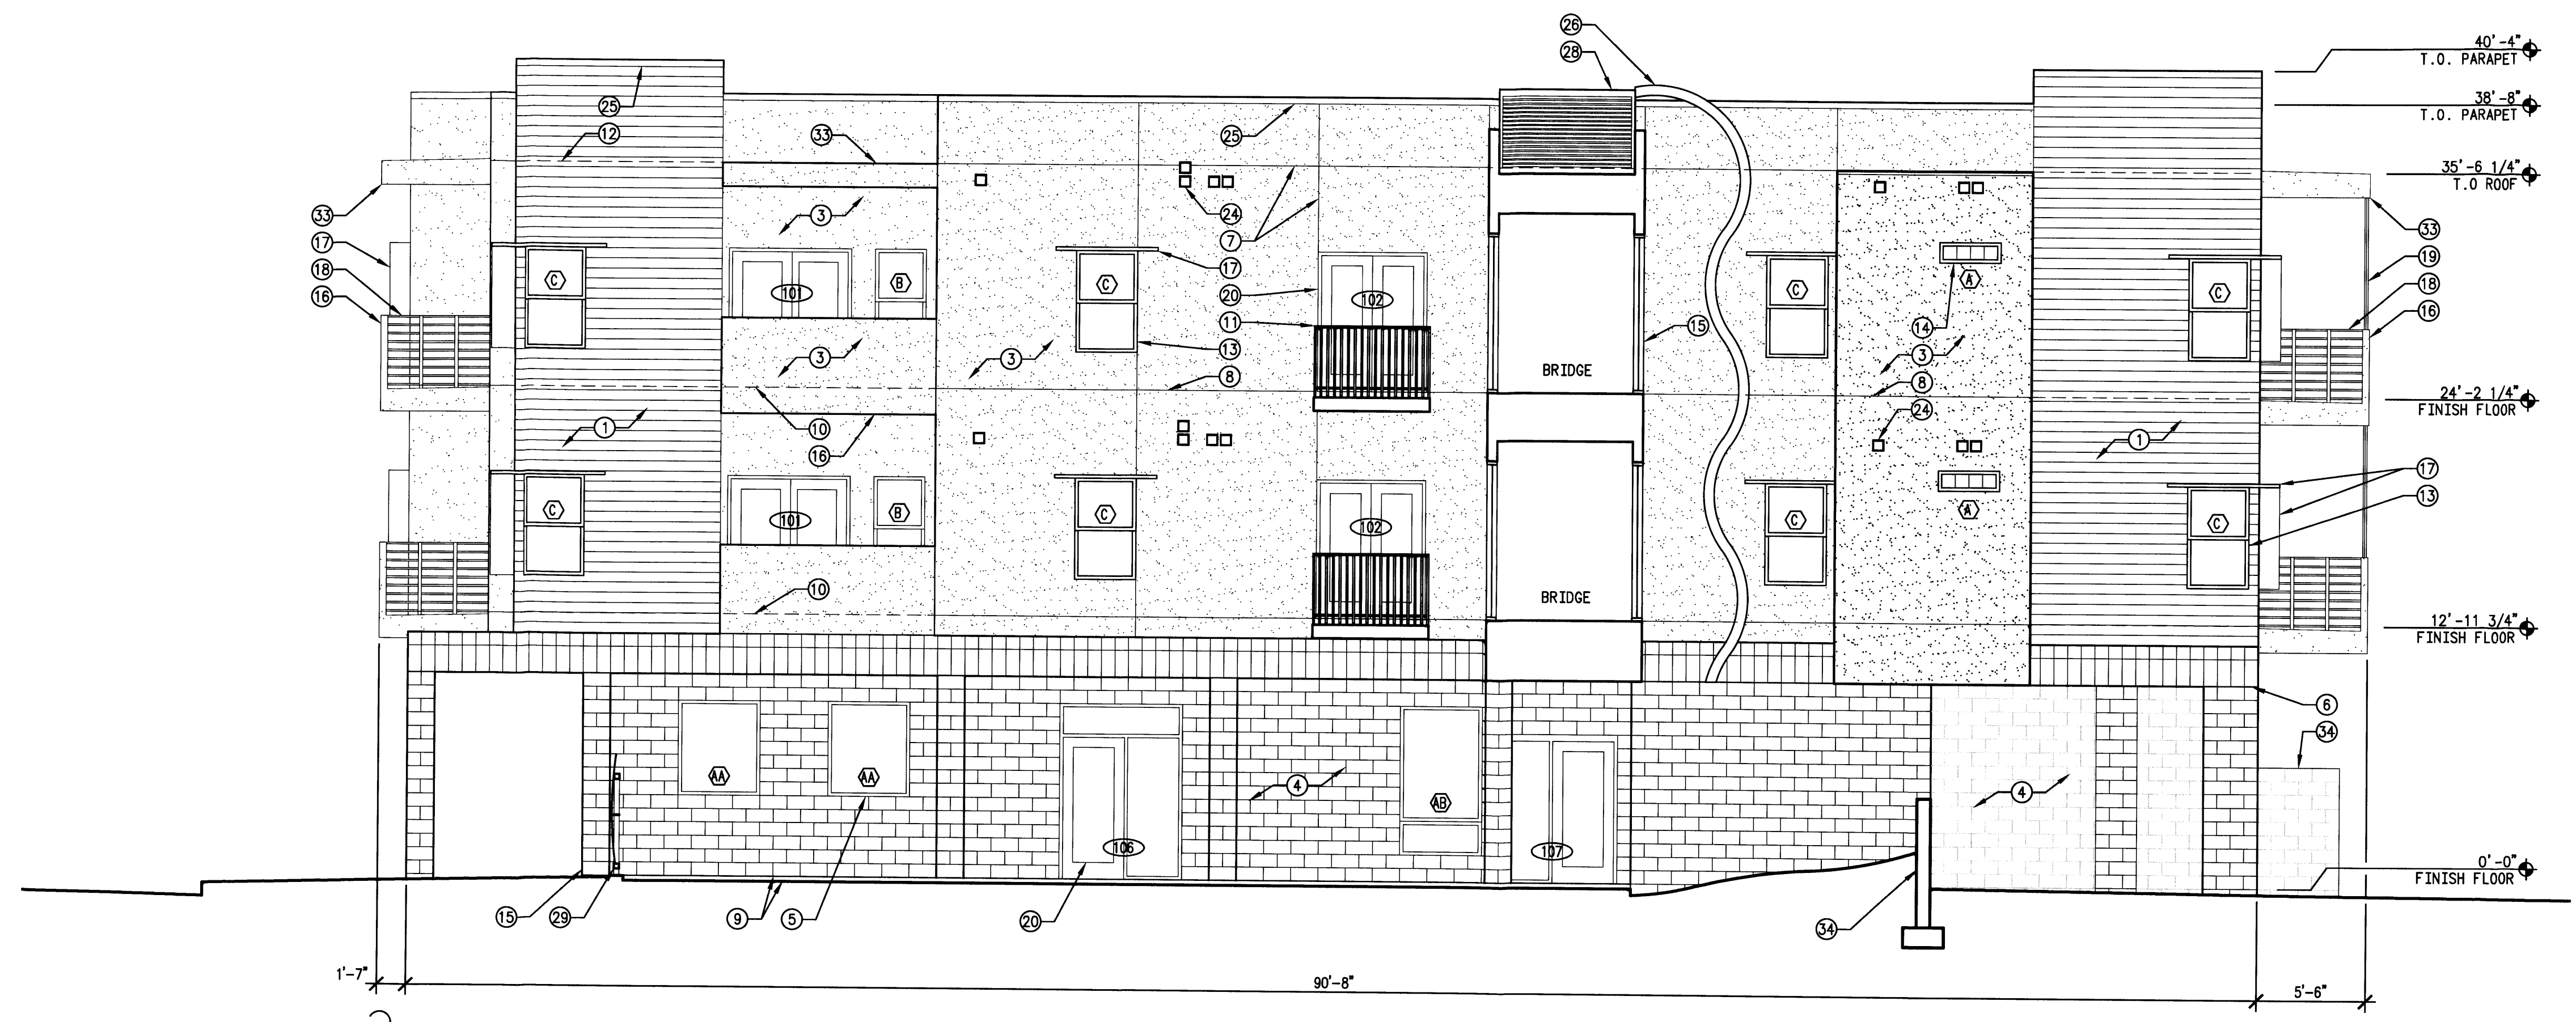 26
28
40'-4"
T.O. PARAPET
25
38'-8"
T.O. PARAPET
12
33
25
35'-6 1/4"
T.O ROOF
33
3
24
33
17
7
18
C
101
B
C
17
102
C
A
C
19
16
20
18
11
15
14
16
3
3
13
3
BRIDGE
8
8
24'-2 1/4"
FINISH FLOOR
1
10
24
1
16
17
C
101
B
C
102
C
A
C
13
10
BRIDGE
12'-11 3/4"
FINISH FLOOR
6
34
AA
AA
4
AB
4
106
107
0'-0"
FINISH FLOOR
15
29
9
5
20
34
1'-7"
90'-8"
5'-6"